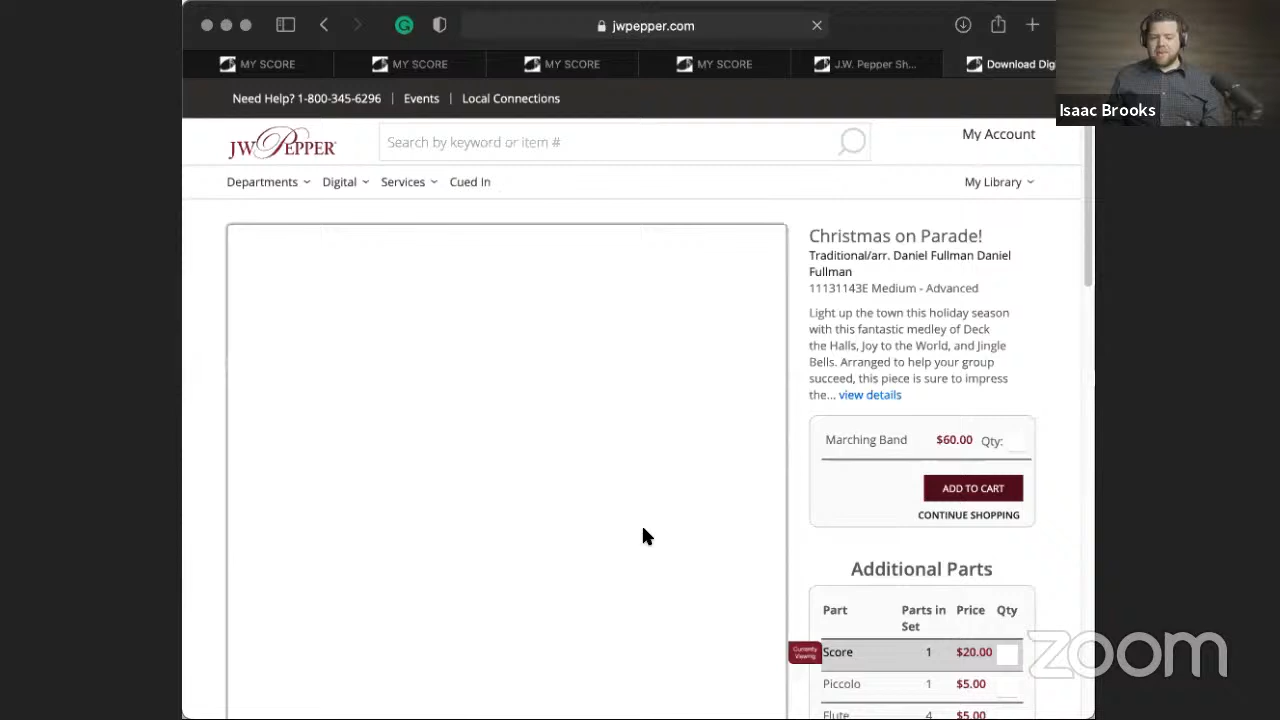 jwpepper.com
MY SCORE
MY SCORE
MY SCORE
MY SCORE
J.W. Pepper Sh...
Download Dig
Isaac Brooks
Need Help? 1-800-345-6296 | Events | Local Connections
JW PEPPER
Search by keyword or item #
My Account
Departments
Digital
Services
Cued In
My Library
Christmas on Parade!
Traditional/arr. Daniel Fullman Daniel
Fullman
11131143E Medium - Advanced
Light up the town this holiday season
with this fantastic medley of Deck
the Halls, Joy to the World, and Jingle
Bells. Arranged to help your group
succeed, this piece is sure to impress
the... view details
Marching Band $60.00 Qty:
ADD TO CART
CONTINUE SHOPPING
Additional Parts
Part Parts in Price Qty
Set
Currently
Viewing
Score 1 $20.00
Piccolo 1 $5.00
Flute 4 $5.00
zoom